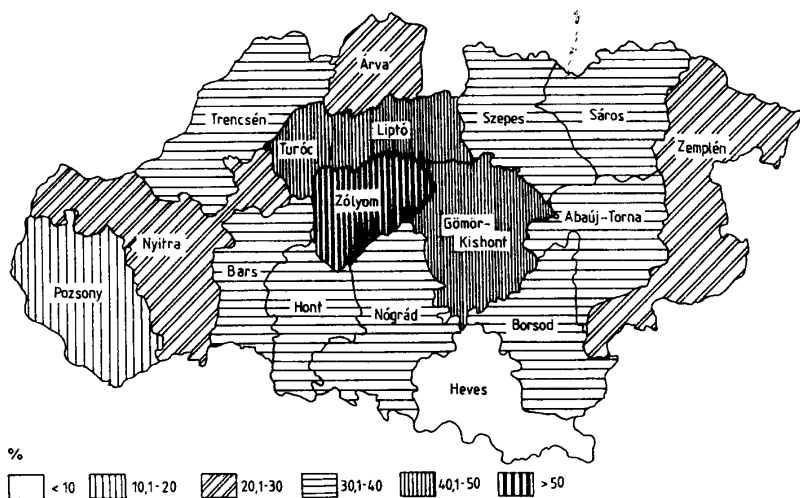 Árva
Trencsén
Szepes
Sáros
Turóc
Liptó
Zemplén
Zólyom
Gömör-
Kishont
Abaúj-Torna
Nyitra
Bars
Pozsony
Hont
Nógrád
Borsod
Heves
%
< 10
10,1-20
20,1-30
30,1-40
40,1-50
> 50